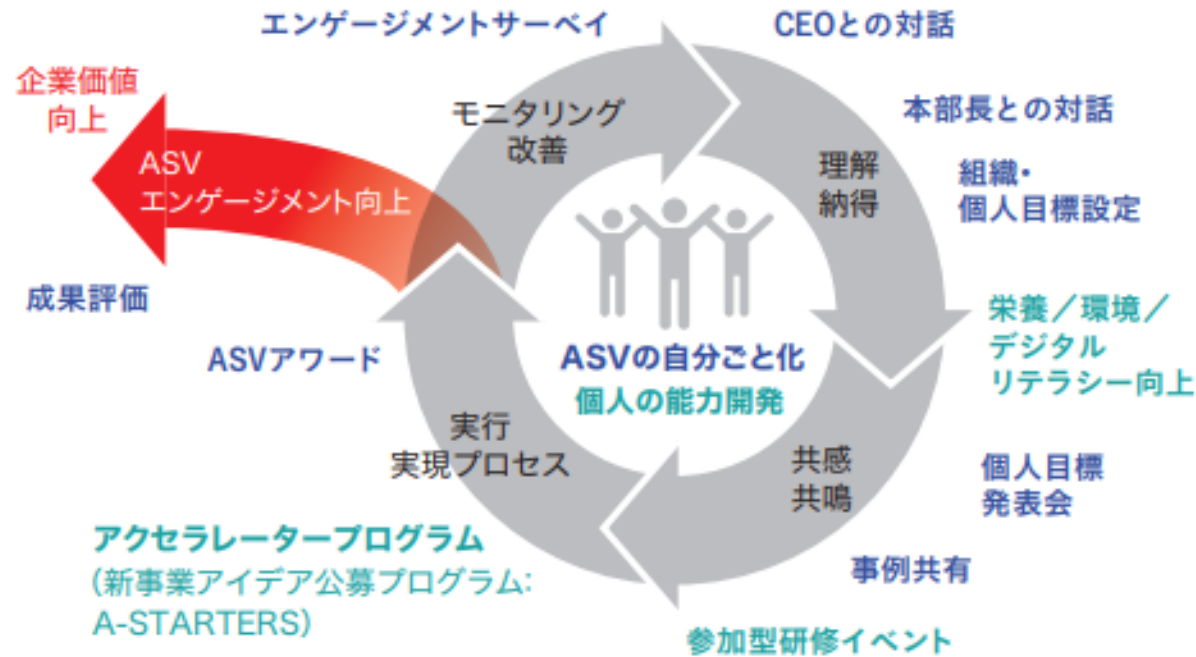 エンゲージメントサーベイ
CEOとの対話
企業価値
向上
モニタリング
改善
本部長との対話
ASV
エンゲージメント向上
理解
納得
組織・
個人目標設定
成果評価
ASVアワード
ASVの自分ごと化
個人の能力開発
栄養／環境／
デジタル
リテラシー向上
実行
実現プロセス
共感
共鳴
個人目標
発表会
アクセラレータープログラム
（新事業アイデア公募プログラム:
A-STARTERS）
事例共有
参加型研修イベント